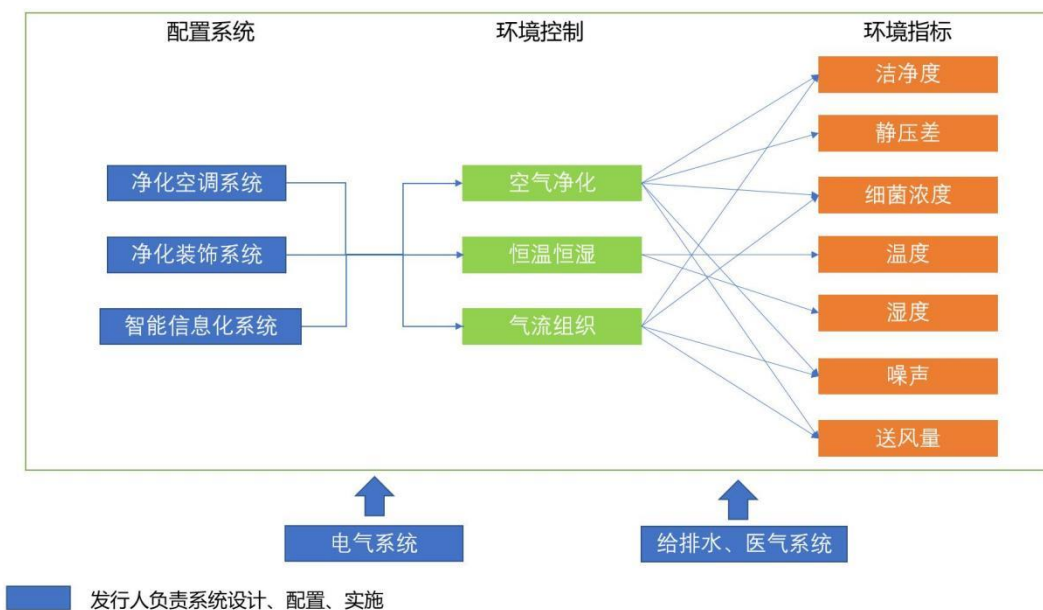 配置系统
环境控制
环境指标
净化空调系统
净化装饰系统
智能信息化系统
空气净化
恒温恒湿
气流组织
洁净度
静压差
细菌浓度
温度
湿度
噪声
送风量
电气系统
给排水、医气系统
发行人负责系统设计、配置、实施